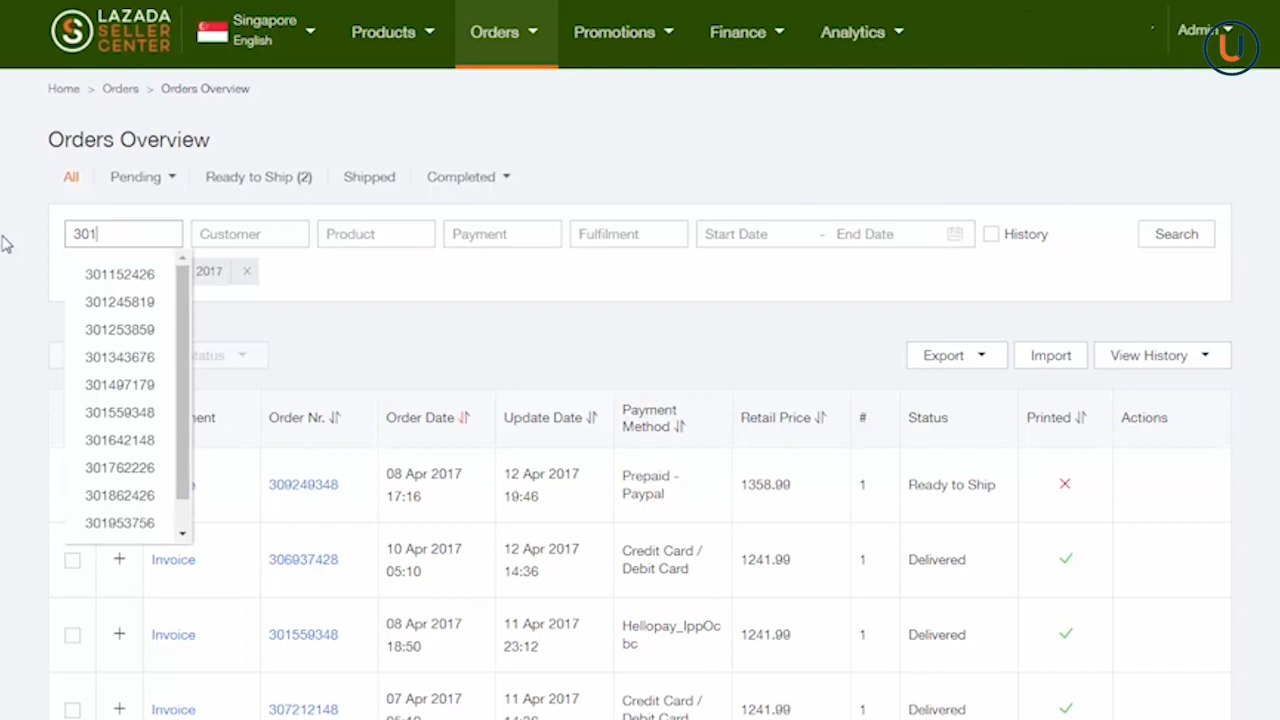 LAZADA
SELLER
CENTER
Singapore
English
Products
Orders
Promotions
Finance
Analytics
Home > Orders > Orders Overview
Orders Overview
All
Pending
Ready to Ship (2)
Shipped
Completed
301
Customer
Product
Payment
Fulfilment
Start Date - End Date
History
Search
2017 ×
301152426
301245819
301253859
301343676
301497179
301559348
301642148
301762226
301862426
301953756
Export
Import
View History
Order Nr.
Order Date
Update Date
Payment
Method
Retail Price
#
Status
Printed
Actions
309249348
08 Apr 2017
17:16
12 Apr 2017
19:46
Prepaid -
Paypal
1358.99
1
Ready to Ship
+
Invoice
306937428
10 Apr 2017
05:10
12 Apr 2017
14:36
Credit Card /
Debit Card
1241.99
1
Delivered
+
Invoice
301559348
08 Apr 2017
18:50
11 Apr 2017
23:12
Hellopay_IppOc
bc
1241.99
1
Delivered
+
Invoice
307212148
07 Apr 2017
11 Apr 2017
Credit Card /
Debit Card
1241.99
1
Delivered